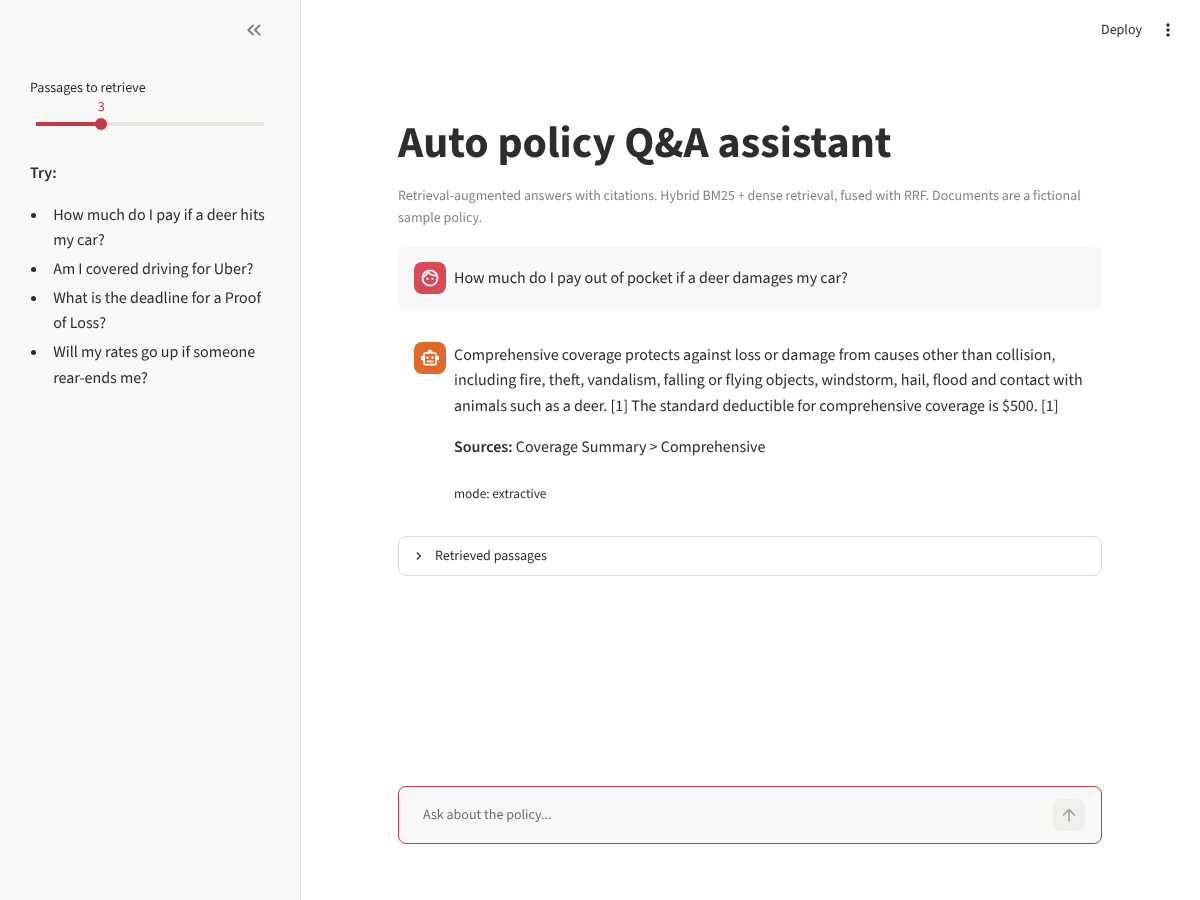 Deploy
Passages to retrieve
3
Try:
How much do I pay if a deer hits
my car?
Am I covered driving for Uber?
What is the deadline for a Proof
of Loss?
Will my rates go up if someone
rear-ends me?
Auto policy Q&A assistant
Retrieval-augmented answers with citations. Hybrid BM25 + dense retrieval, fused with RRF. Documents are a fictional
sample policy.
How much do I pay out of pocket if a deer damages my car?
Comprehensive coverage protects against loss or damage from causes other than collision,
including fire, theft, vandalism, falling or flying objects, windstorm, hail, flood and contact with
animals such as a deer. [1] The standard deductible for comprehensive coverage is $500. [1]
Sources: Coverage Summary > Comprehensive
mode: extractive
Retrieved passages
Ask about the policy...